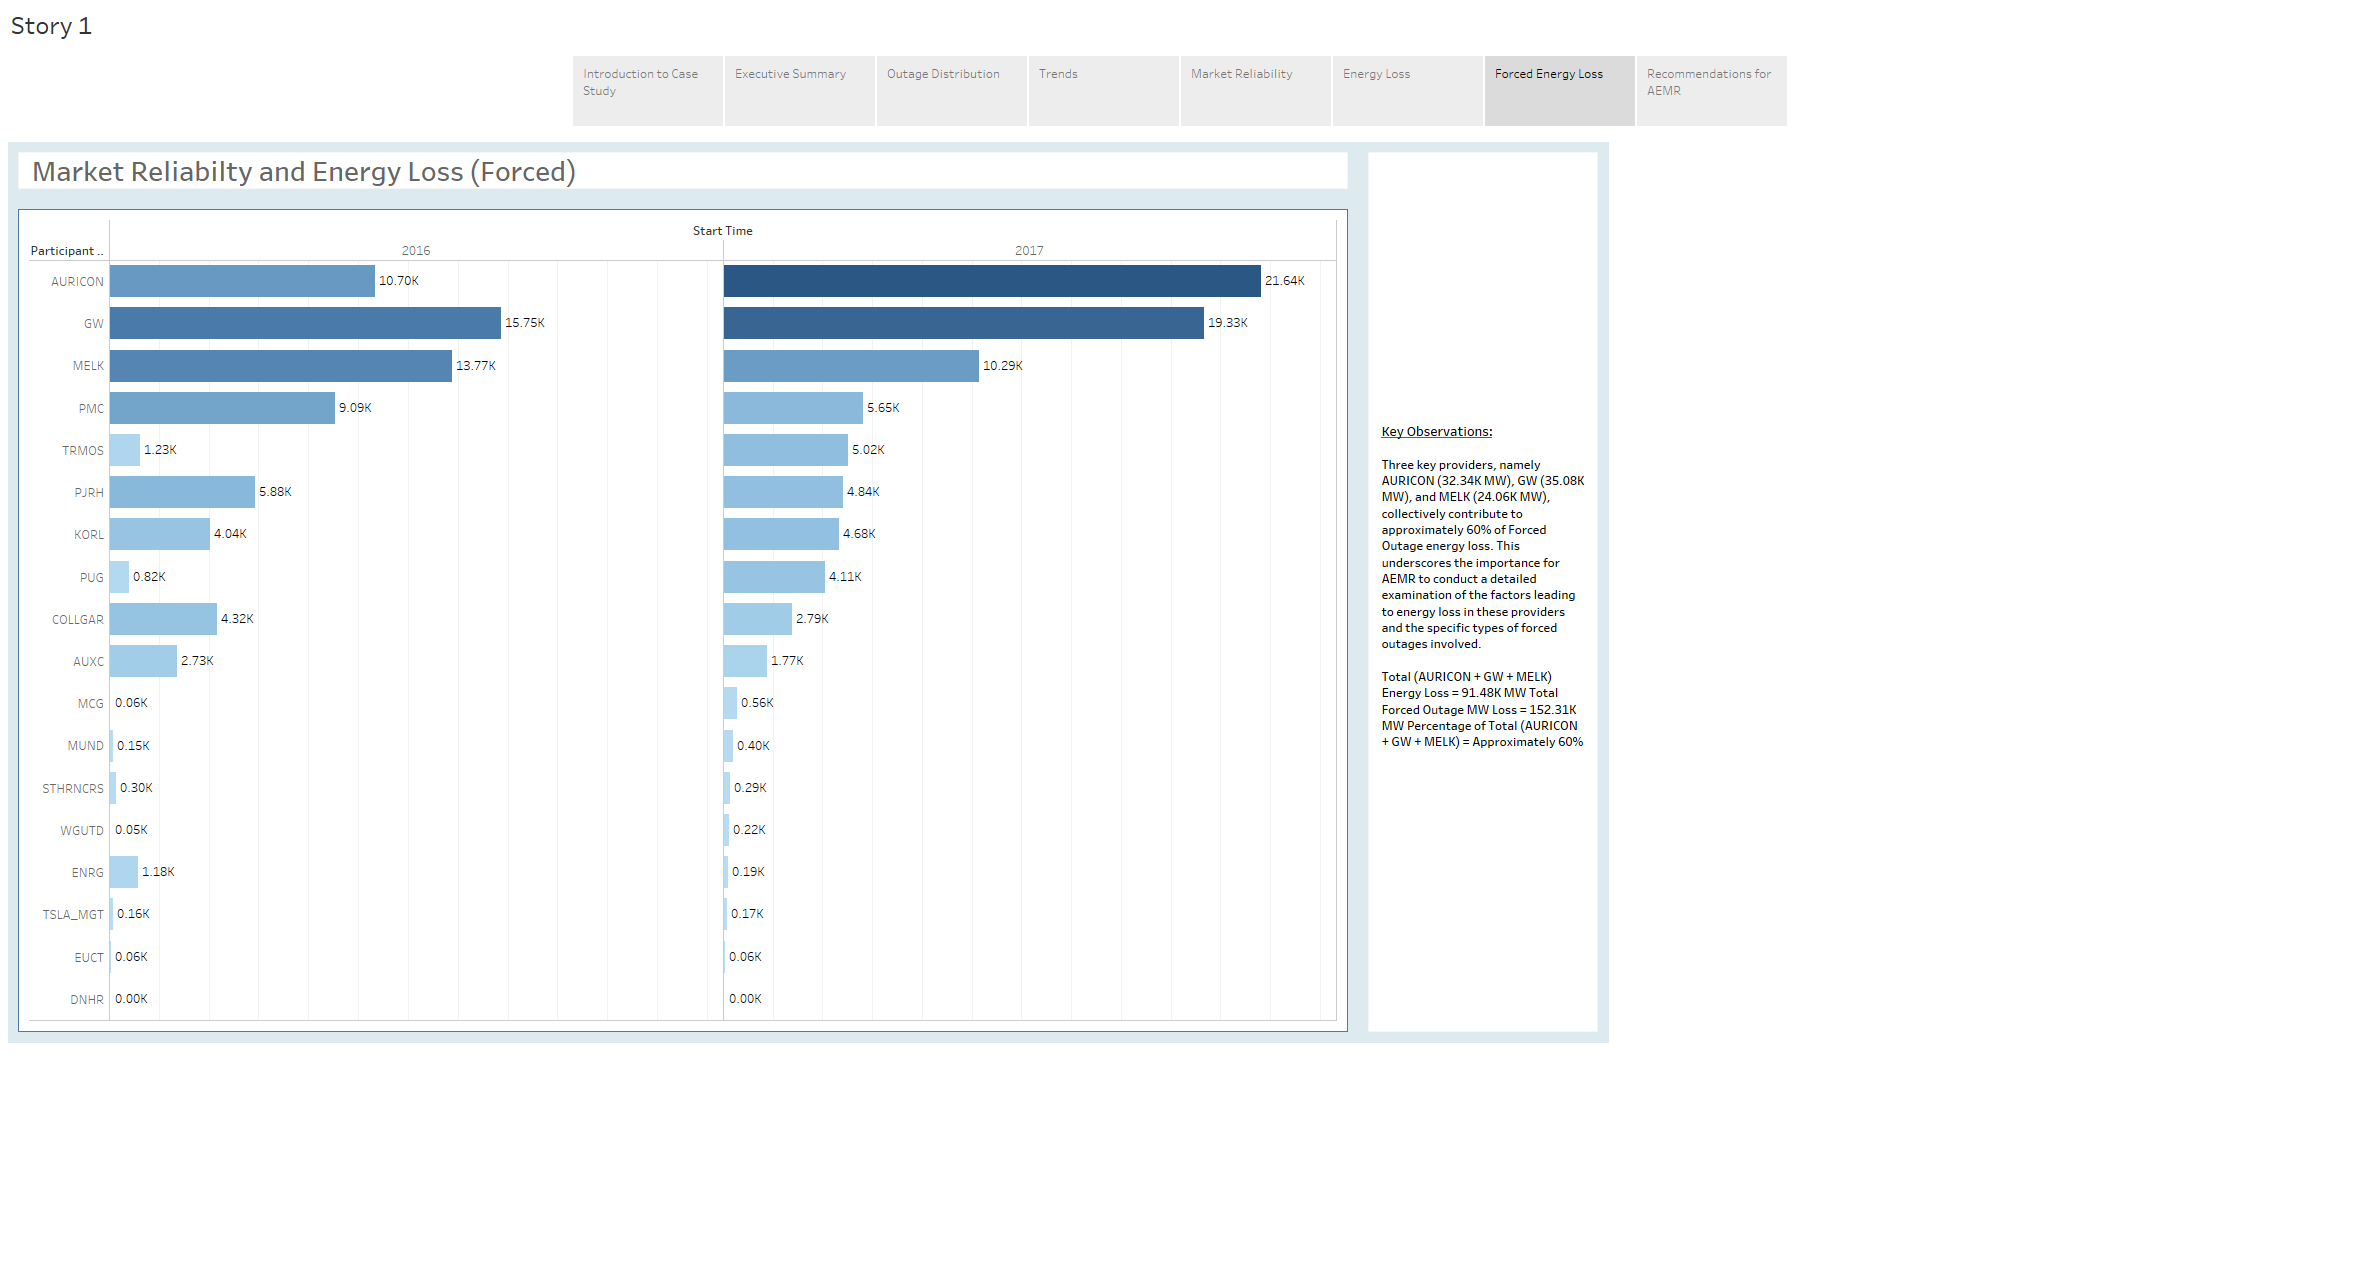 Story 1
Introduction to Case
Study
Executive Summary
Outage Distribution
Trends
Market Reliability
Energy Loss
Forced Energy Loss
Recommendations for
AEMR
Market Reliabilty and Energy Loss (Forced)
Start Time
Participant .. 2016 2017
AURICON 10.70K 21.64K
GW 15.75K 19.33K
MELK 13.77K 10.29K
PMC 9.09K 5.65K
TRMOS 1.23K 5.02K
PJRH 5.88K 4.84K
KORL 4.04K 4.68K
PUG 0.82K 4.11K
COLLGAR 4.32K 2.79K
AUXC 2.73K 1.77K
MCG 0.06K 0.56K
MUND 0.15K 0.40K
STHRNCRS 0.30K 0.29K
WGUTD 0.05K 0.22K
ENRG 1.18K 0.19K
TSLA_MGT 0.16K 0.17K
EUCT 0.06K 0.06K
DNHR 0.00K 0.00K
Key Observations:
Three key providers, namely
AURICON (32.34K MW), GW (35.08K
MW), and MELK (24.06K MW),
collectively contribute to
approximately 60% of Forced
Outage energy loss. This
underscores the importance for
AEMR to conduct a detailed
examination of the factors leading
to energy loss in these providers
and the specific types of forced
outages involved.
Total (AURICON + GW + MELK)
Energy Loss = 91.48K MW Total
Forced Outage MW Loss = 152.31K
MW Percentage of Total (AURICON
+ GW + MELK) = Approximately 60%